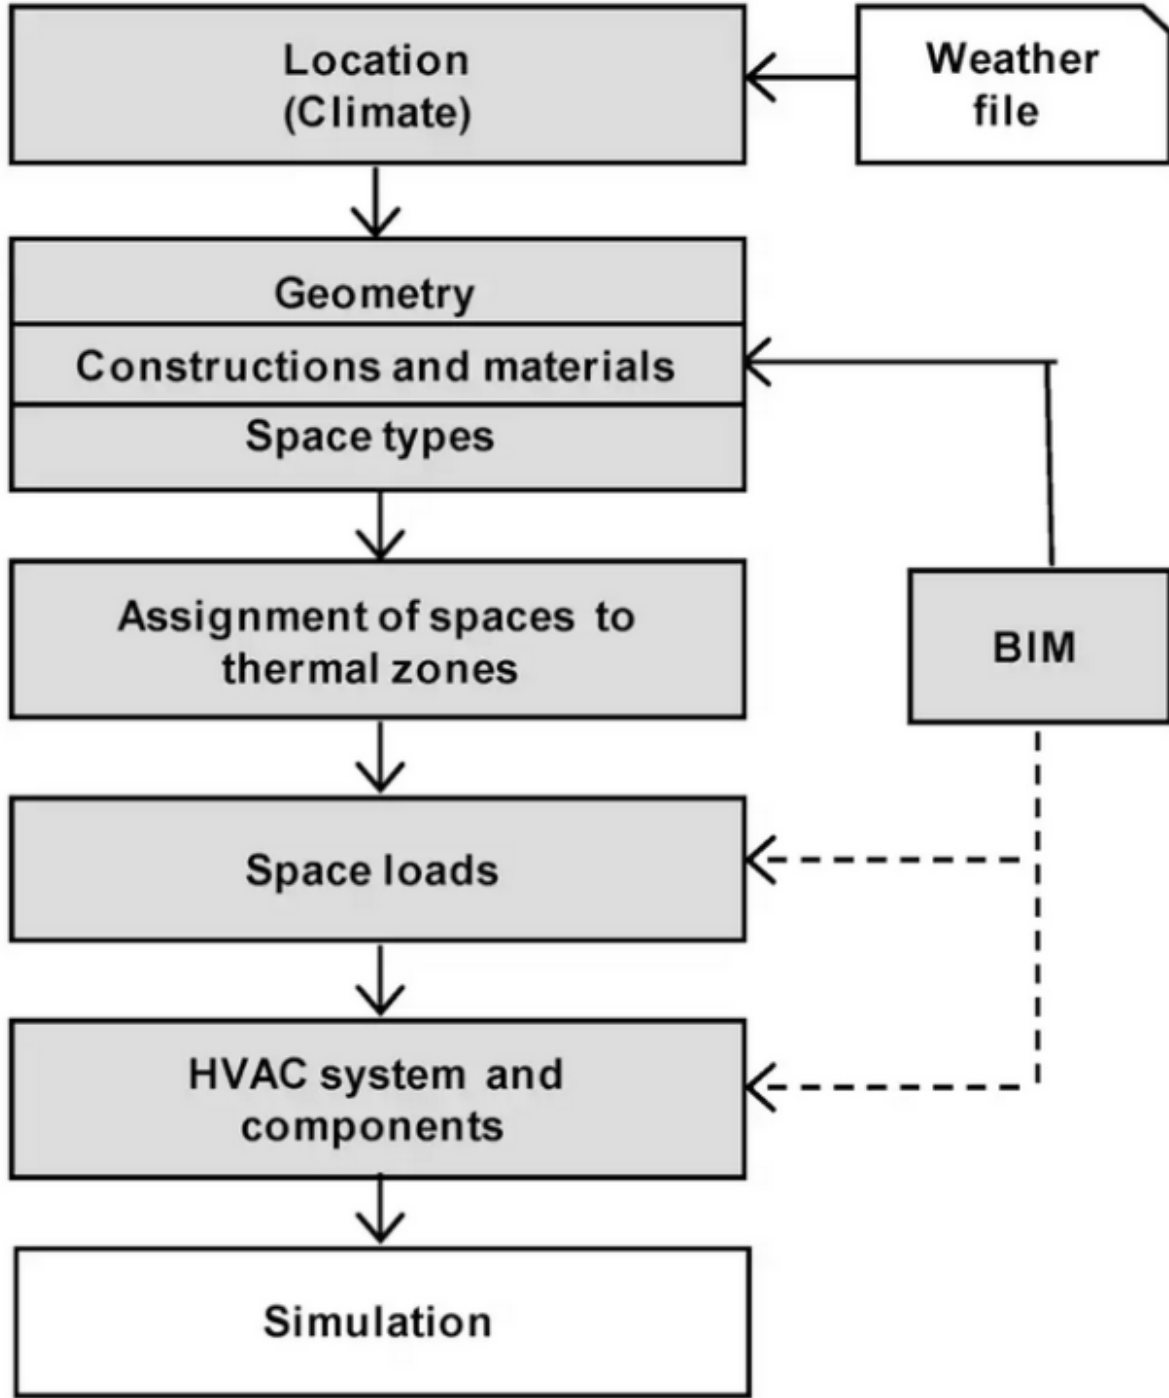 Location
(Climate)
Weather
file
Geometry
Constructions and materials
Space types
Assignment of spaces to
thermal zones
BIM
Space loads
HVAC system and
components
Simulation